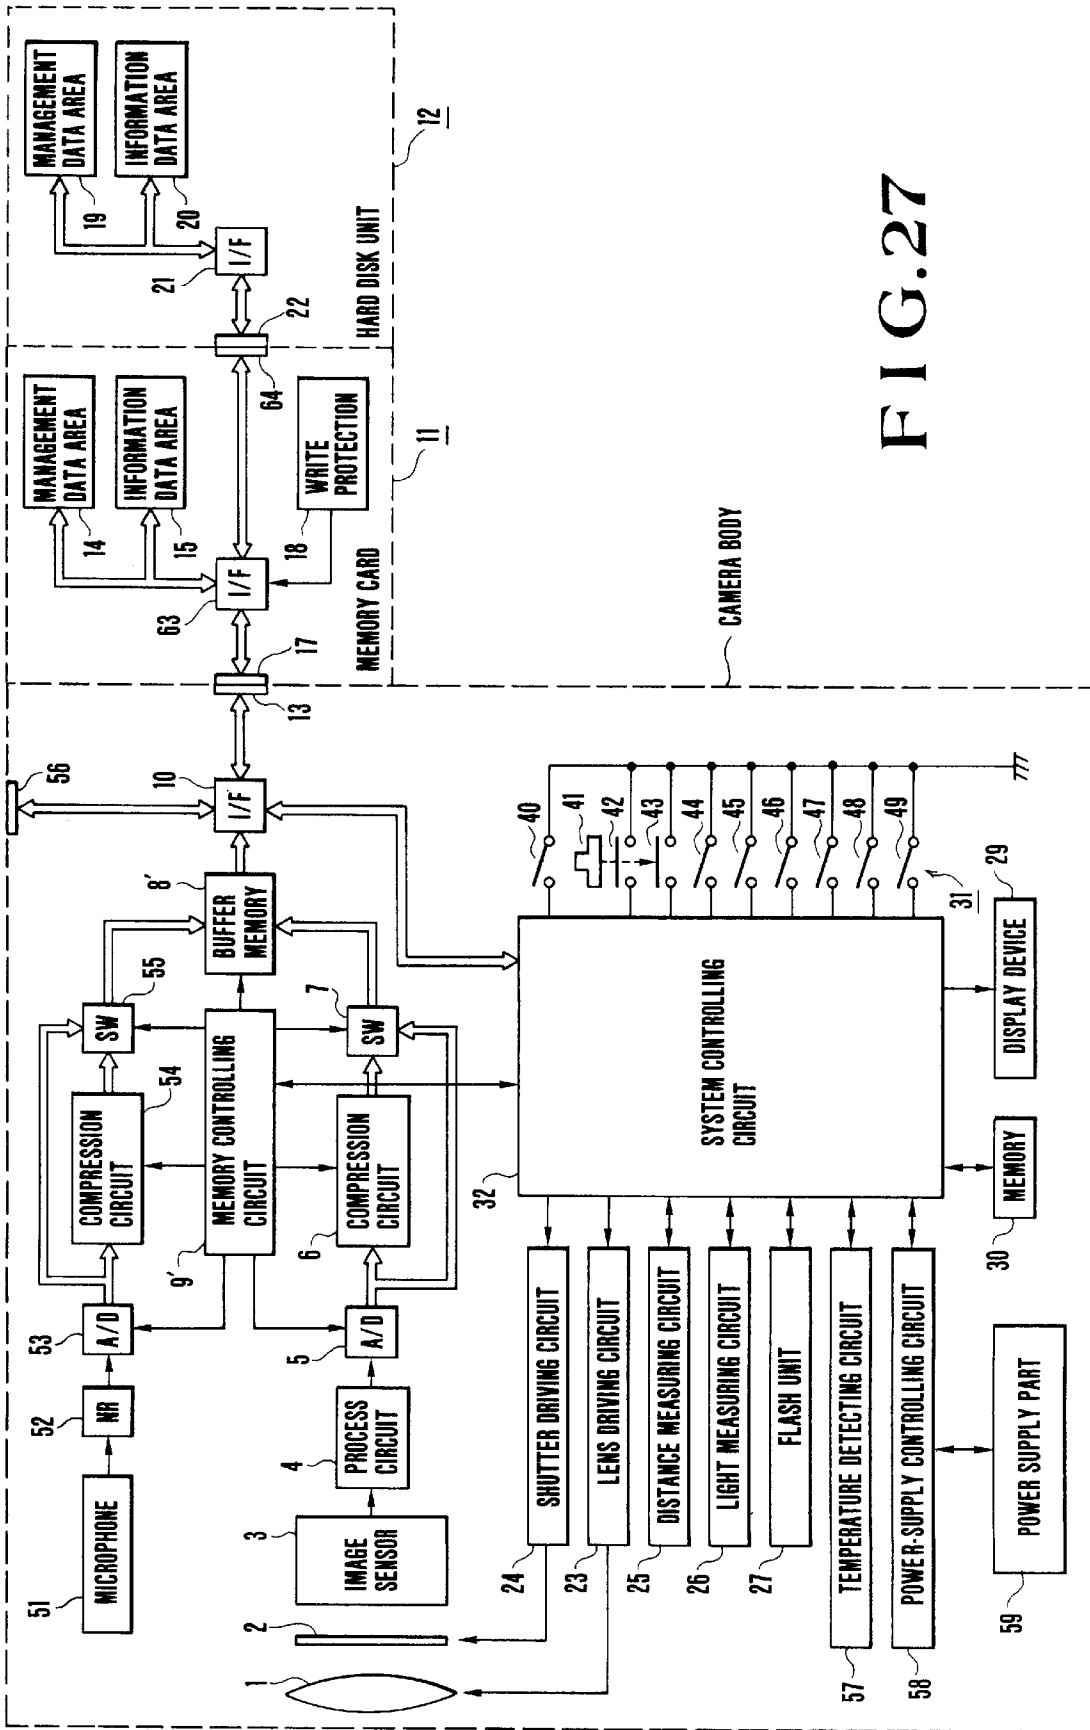 MICROPHONE
51
NR
52
A/D
53
COMPRESSION
CIRCUIT
54
SW
55
56
IMAGE
SENSOR
3
PROCESS
CIRCUIT
4
A/D
5
MEMORY CONTROLLING
CIRCUIT
9'
COMPRESSION
CIRCUIT
6
SW
7
BUFFER
MEMORY
8'
I/F
10
13
17
1
2
I/F
63
MANAGEMENT
DATA AREA
14
INFORMATION
DATA AREA
15
WRITE
PROTECTION
18
MEMORY CARD
11
64
22
I/F
21
MANAGEMENT
DATA AREA
19
INFORMATION
DATA AREA
20
HARD DISK UNIT
12
SHUTTER DRIVING CIRCUIT
24
LENS DRIVING CIRCUIT
23
DISTANCE MEASURING CIRCUIT
25
LIGHT MEASURING CIRCUIT
26
FLASH UNIT
27
TEMPERATURE DETECTING CIRCUIT
57
POWER-SUPPLY CONTROLLING CIRCUIT
58
POWER SUPPLY PART
59
SYSTEM CONTROLLING
CIRCUIT
32
MEMORY
30
DISPLAY DEVICE
29
40
41
42
43
44
45
46
47
48
49
31
CAMERA BODY
FIG.27